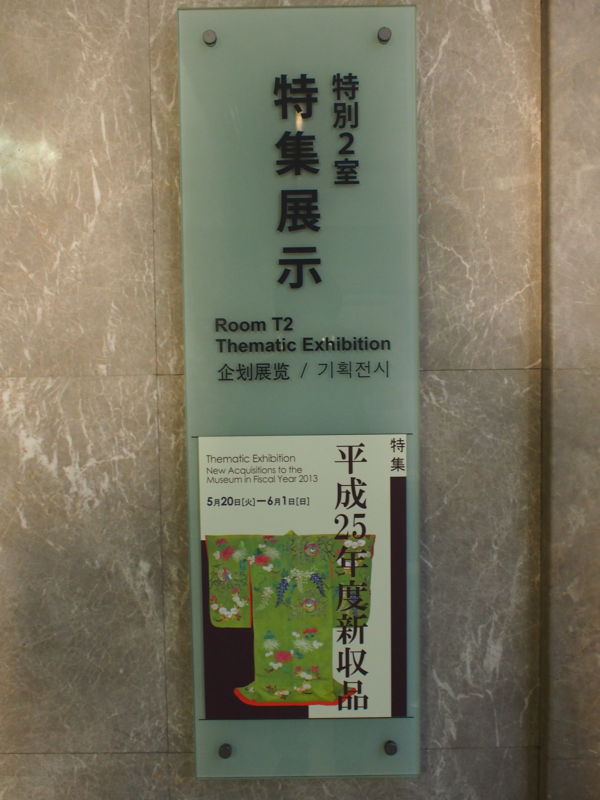 特別2室
特集展示
Room T2
Thematic Exhibition
企划展览 / 기획전시
特集
平成25年度新収品
Thematic Exhibition
New Acquisitions to the
Museum in Fiscal Year 2013
5月20日[火]ー6月1日[日]